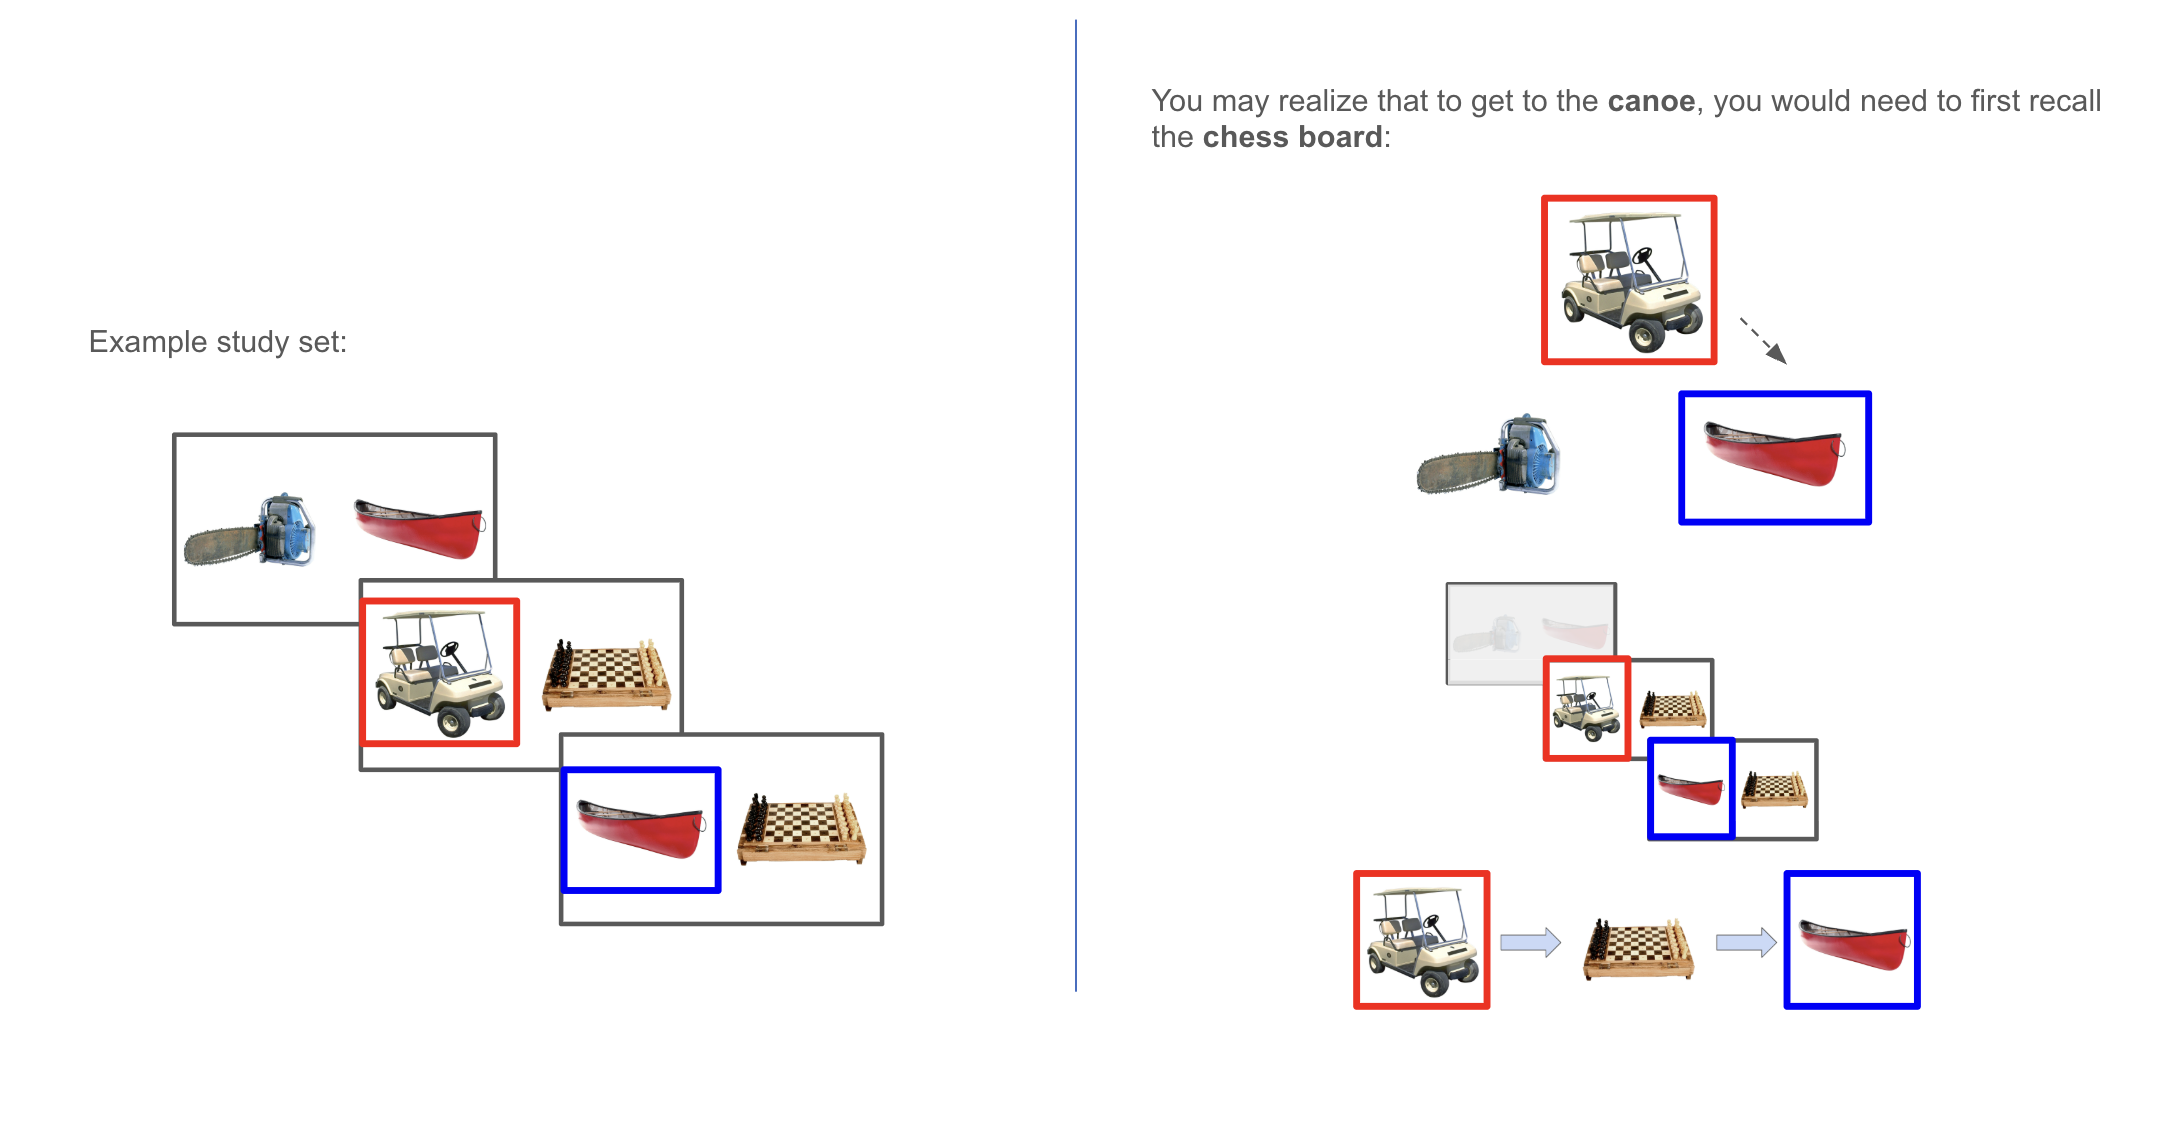 Example study set:
You may realize that to get to the canoe, you would need to first recall
the chess board: